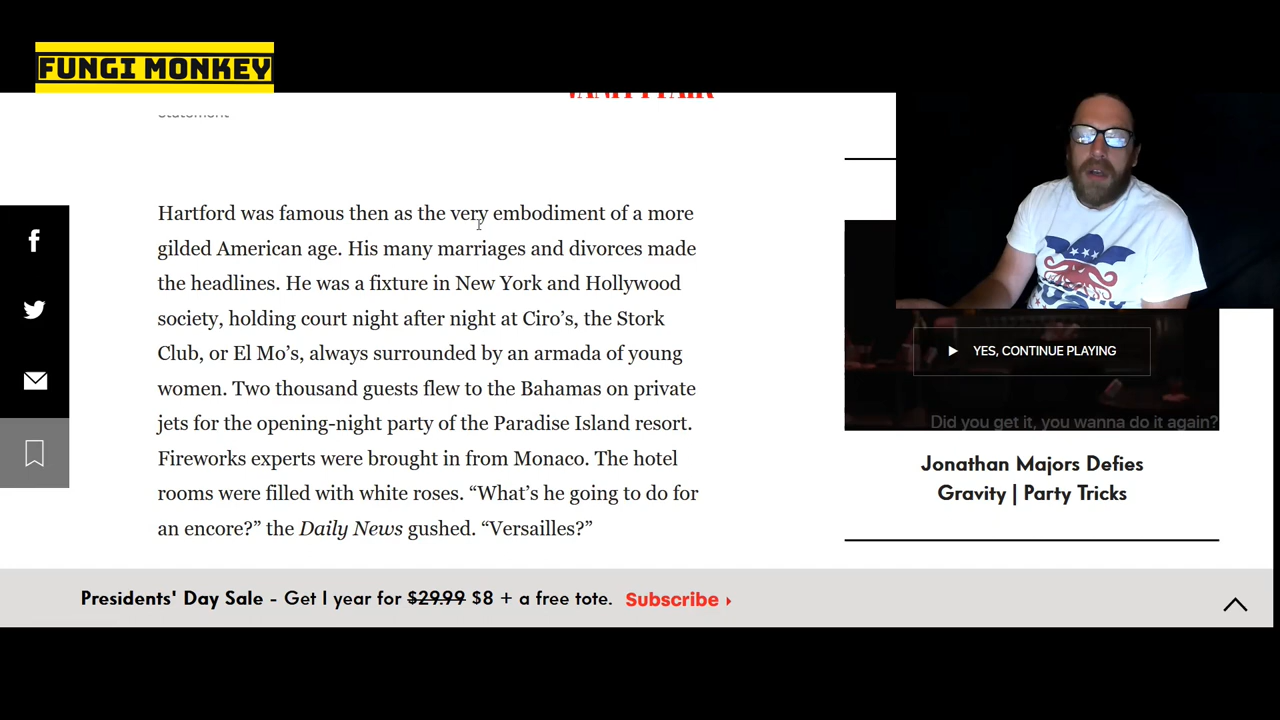 FUNGI MONKEY
VANITY FAIR
statement
Hartford was famous then as the very embodiment of a more
gilded American age. His many marriages and divorces made
the headlines. He was a fixture in New York and Hollywood
society, holding court night after night at Ciro’s, the Stork
Club, or El Mo’s, always surrounded by an armada of young
women. Two thousand guests flew to the Bahamas on private
jets for the opening-night party of the Paradise Island resort.
Fireworks experts were brought in from Monaco. The hotel
rooms were filled with white roses. “What’s he going to do for
an encore?” the Daily News gushed. “Versailles?”
YES, CONTINUE PLAYING
Did you get it, you wanna do it again?
Jonathan Majors Defies
Gravity | Party Tricks
Presidents' Day Sale - Get 1 year for $29.99 $8 + a free tote. Subscribe